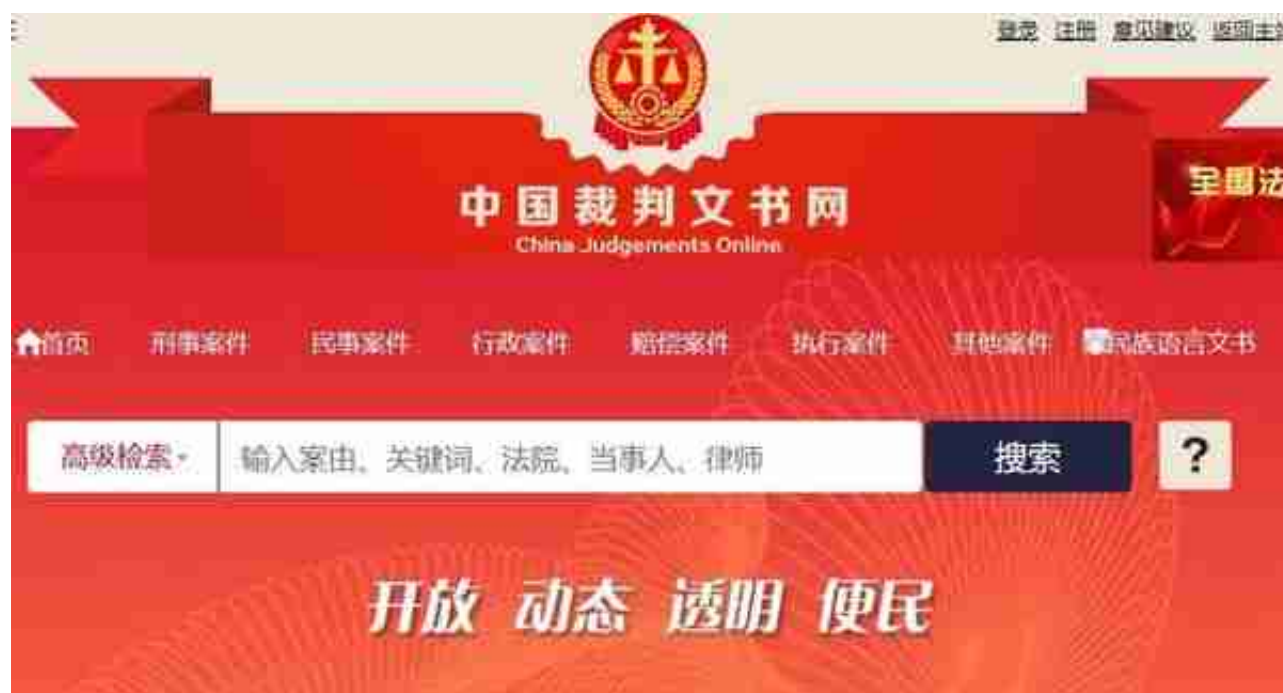 登录 注册 意见建议 返回主站
全国法
中国裁判文书网
China Judgements Online
首页 刑事案件 民事案件 行政案件 赔偿案件 执行案件 其他案件 民族语言文书
高级检索 输入案由、关键词、法院、当事人、律师 搜索 ?
开放 动态 透明 便民